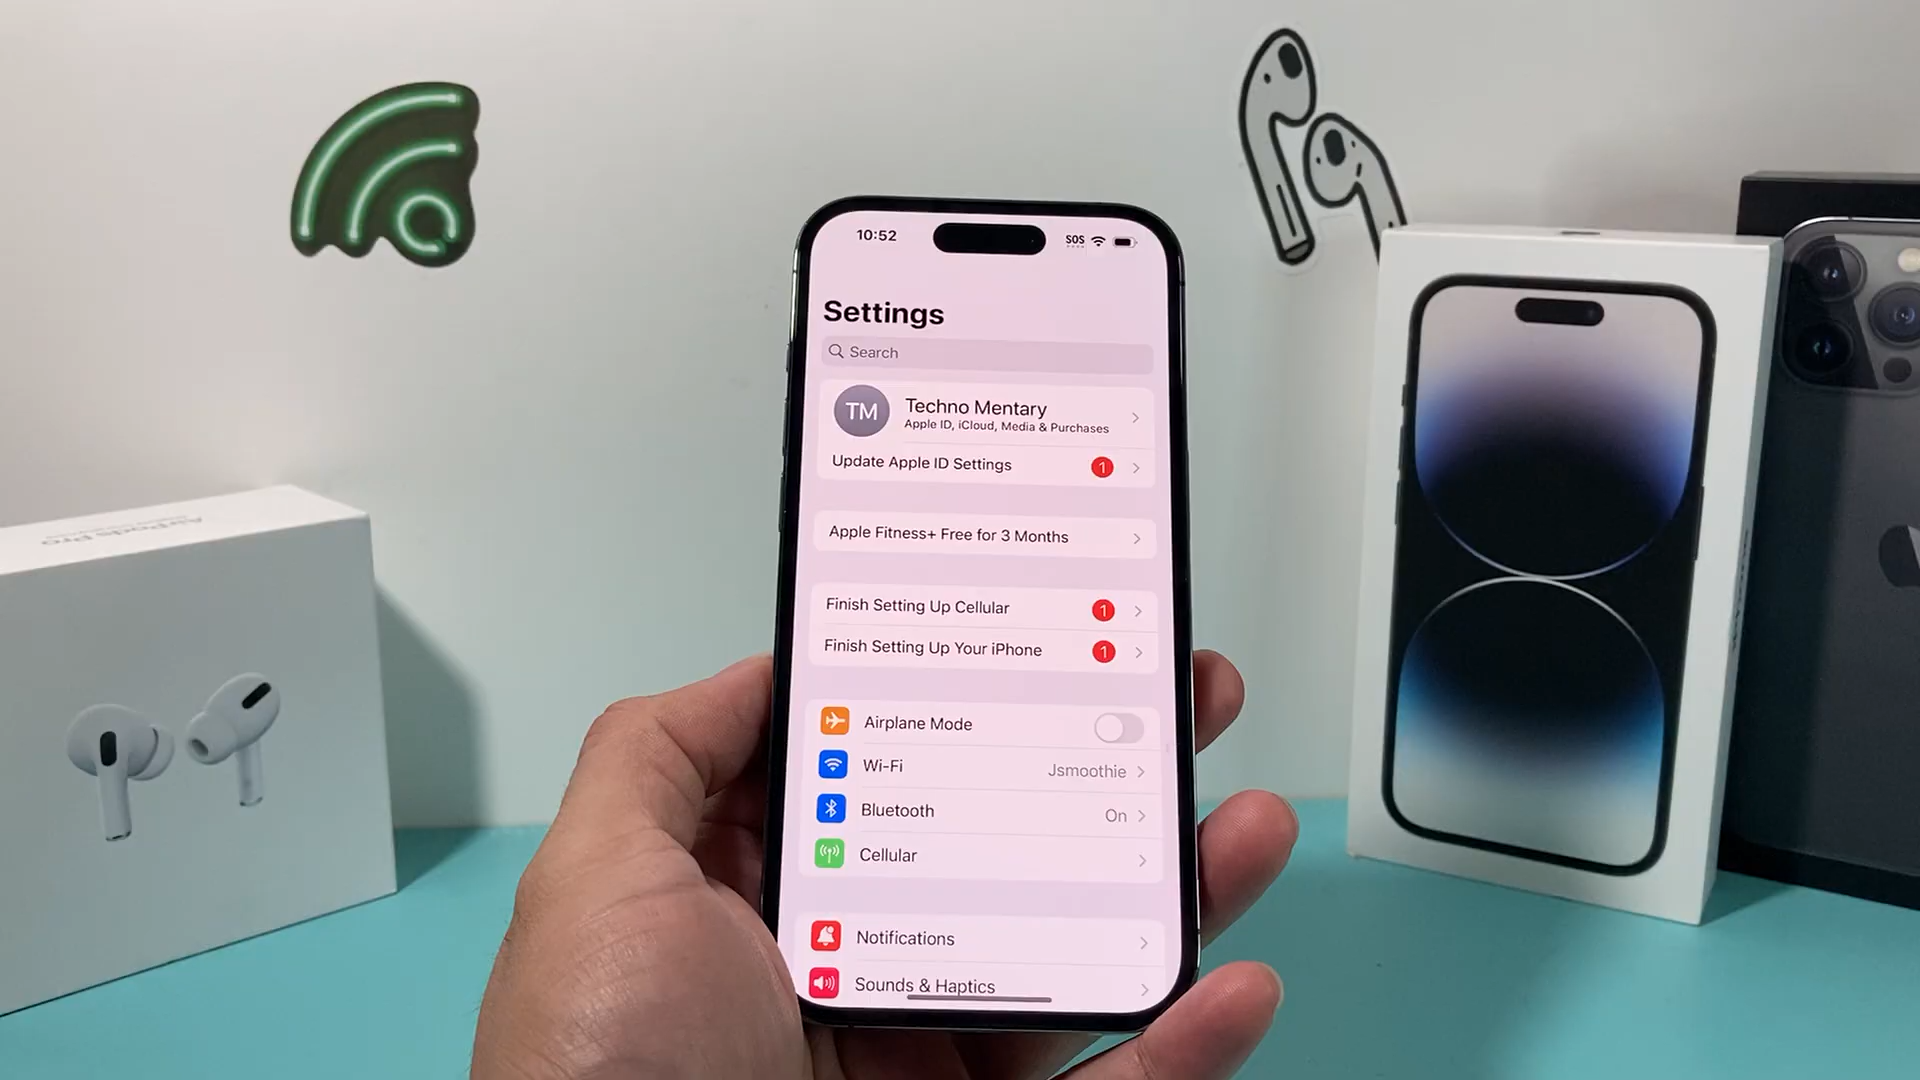 10:52
SOS
Settings
Search
TM
Techno Mentary
Apple ID, iCloud, Media & Purchases
Update Apple ID Settings
1
Apple Fitness+ Free for 3 Months
Finish Setting Up Cellular
1
Finish Setting Up Your iPhone
1
Airplane Mode
Wi-Fi
Jsmoothie
Bluetooth
On
Cellular
Notifications
Sounds & Haptics
AirPods Pro